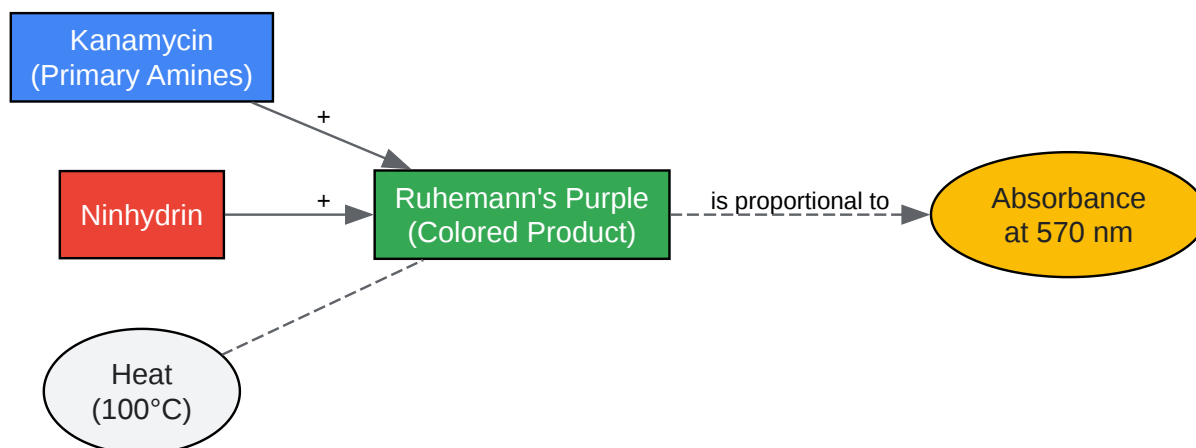 Kanamycin
(Primary Amines)
+
Ninhydrin
+
Ruhemann's Purple
(Colored Product)
is proportional to
Absorbance
at 570 nm
Heat
(100°C)